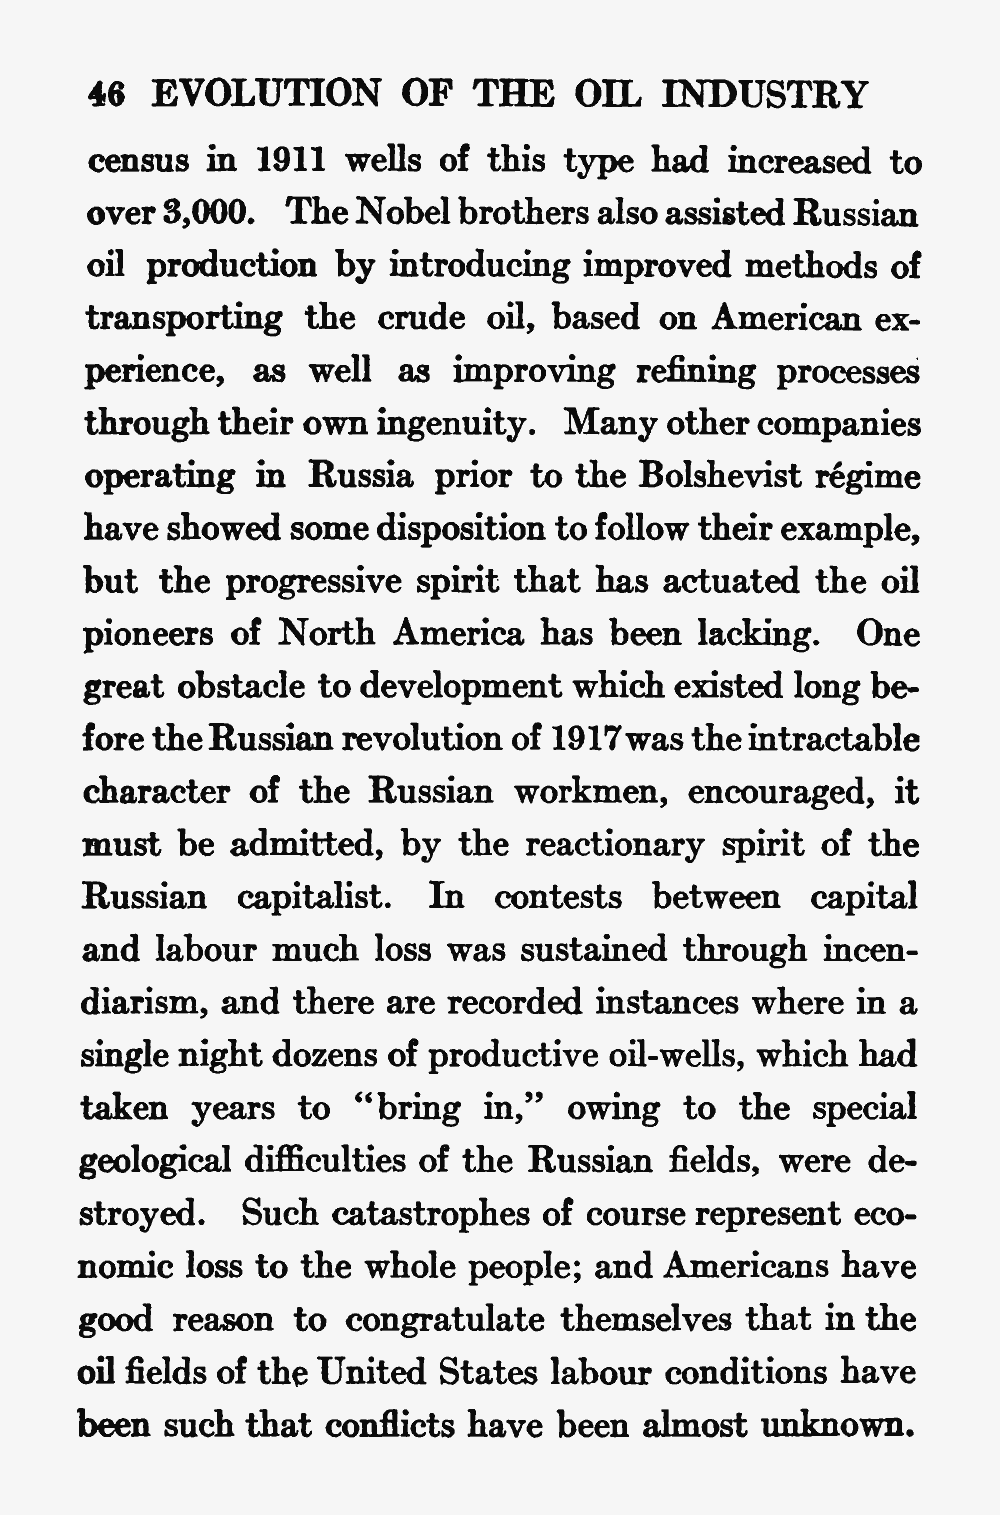 46 EVOLUTION OF THE OIL INDUSTRY
census in 1911 wells of this type had increased to
over 3,000. The Nobel brothers also assisted Russian
oil production by introducing improved methods of
transporting the crude oil, based on American ex-
perience, as well as improving refining processes
through their own ingenuity. Many other companies
operating in Russia prior to the Bolshevist régime
have showed some disposition to follow their example,
but the progressive spirit that has actuated the oil
pioneers of North America has been lacking. One
great obstacle to development which existed long be-
fore the Russian revolution of 1917 was the intractable
character of the Russian workmen, encouraged, it
must be admitted, by the reactionary spirit of the
Russian capitalist. In contests between capital
and labour much loss was sustained through incen-
diarism, and there are recorded instances where in a
single night dozens of productive oil-wells, which had
taken years to “bring in,” owing to the special
geological difficulties of the Russian fields, were de-
stroyed. Such catastrophes of course represent eco-
nomic loss to the whole people; and Americans have
good reason to congratulate themselves that in the
oil fields of the United States labour conditions have
been such that conflicts have been almost unknown.